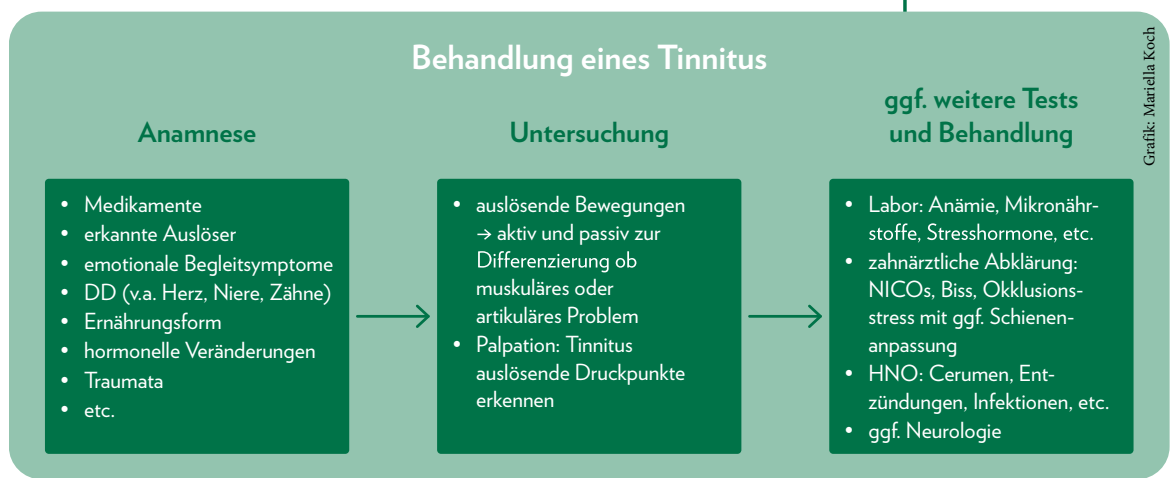 Behandlung eines Tinnitus
Grafik: Mariella Koch
Anamnese
• Medikamente
• erkannte Auslöser
• emotionale Begleitsymptome
• DD (v.a. Herz, Niere, Zähne)
• Ernährungsform
• hormonelle Veränderungen
• Traumata
• etc.
Untersuchung
• auslösende Bewegungen
→ aktiv und passiv zur
Differenzierung ob
muskuläres oder
artikuläres Problem
• Palpation: Tinnitus
auslösende Druckpunkte
erkennen
ggf. weitere Tests
und Behandlung
• Labor: Anämie, Mikronähr-
stoffe, Stresshormone, etc.
• zahnärztliche Abklärung:
NICOs, Biss, Okklusions-
stress mit ggf. Schienen-
anpassung
• HNO: Cerumen, Ent-
zündungen, Infektionen, etc.
• ggf. Neurologie